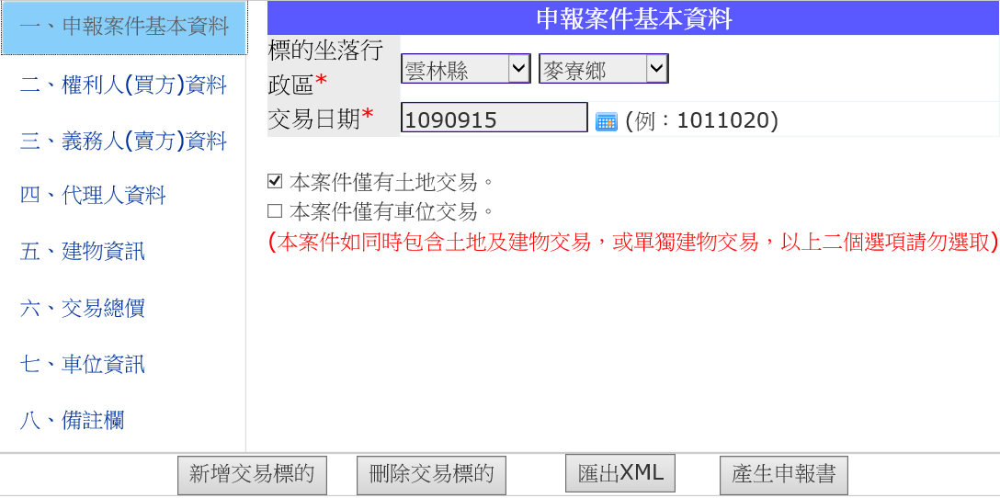 一、申報案件基本資料
二、權利人(買方)資料
三、義務人(賣方)資料
四、代理人資料
五、建物資訊
六、交易總價
七、車位資訊
八、備註欄
申報案件基本資料
標的坐落行
政區*
雲林縣 麥寮鄉
交易日期* 1090915 (例：1011020)
本案件僅有土地交易。
本案件僅有車位交易。
(本案件如同時包含土地及建物交易，或單獨建物交易，以上二個選項請勿選取)
新增交易標的 刪除交易標的 匯出XML 產生申報書